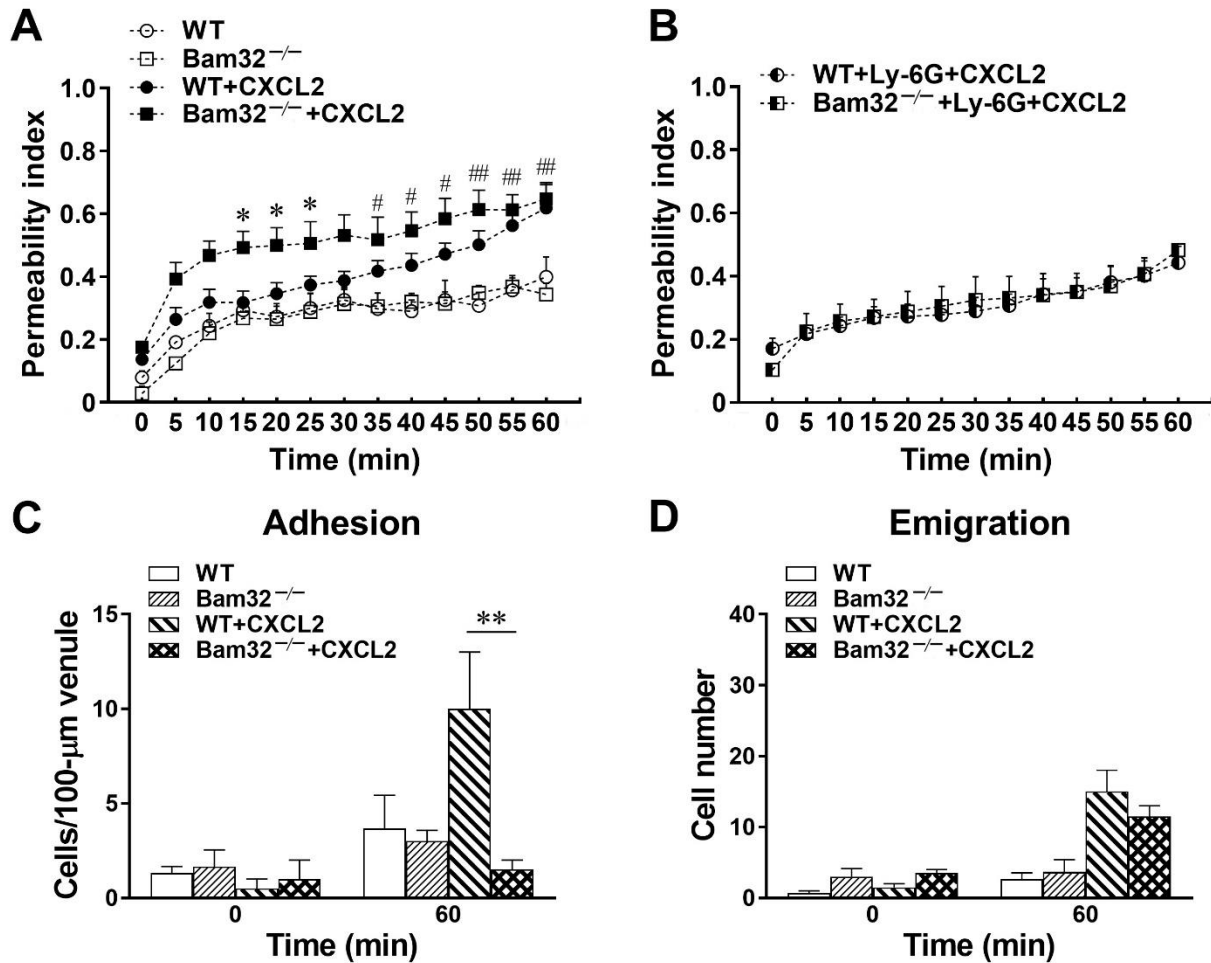 A
WT
Bam32−/−
WT+CXCL2
Bam32−/−+CXCL2
Permeability index
1.0
0.8
0.6
0.4
0.2
0
* * * # # # ## ## ##
0 5 10 15 20 25 30 35 40 45 50 55 60
Time (min)
B
WT+Ly-6G+CXCL2
Bam32−/−+Ly-6G+CXCL2
Permeability index
1.0
0.8
0.6
0.4
0.2
0
0 5 10 15 20 25 30 35 40 45 50 55 60
Time (min)
C
Adhesion
WT
Bam32−/−
WT+CXCL2
Bam32−/−+CXCL2
Cells/100-μm venule
15
10
5
0
**
0 60
Time (min)
D
Emigration
WT
Bam32−/−
WT+CXCL2
Bam32−/−+CXCL2
Cell number
40
30
20
10
0
0 60
Time (min)